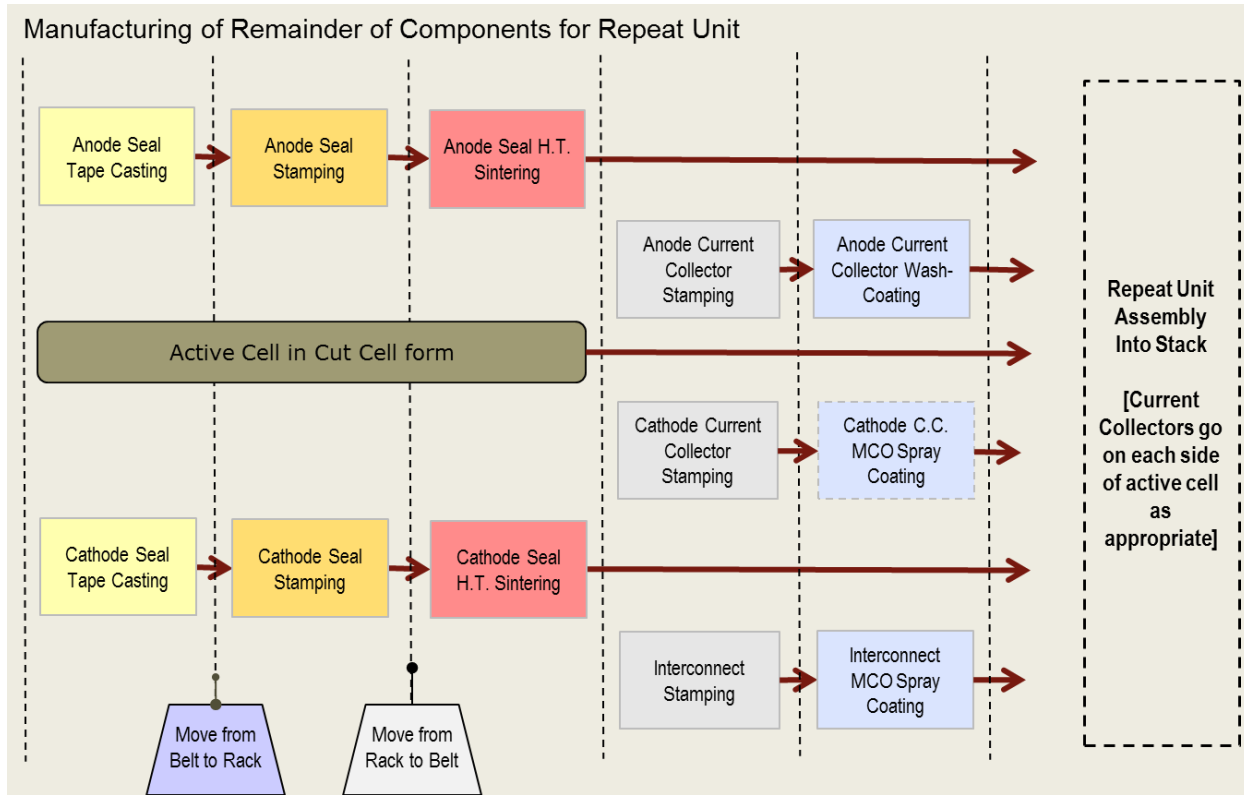 Manufacturing of Remainder of Components for Repeat Unit
Anode Seal
Tape Casting
Anode Seal
Stamping
Anode Seal H.T.
Sintering
Anode Current
Collector
Stamping
Anode Current
Collector Wash-
Coating
Active Cell in Cut Cell form
Cathode Current
Collector
Stamping
Cathode C.C.
MCO Spray
Coating
Cathode Seal
Tape Casting
Cathode Seal
Stamping
Cathode Seal
H.T. Sintering
Interconnect
Stamping
Interconnect
MCO Spray
Coating
Move from
Belt to Rack
Move from
Rack to Belt
Repeat Unit
Assembly
Into Stack
[Current
Collectors go
on each side
of active cell
as
appropriate]